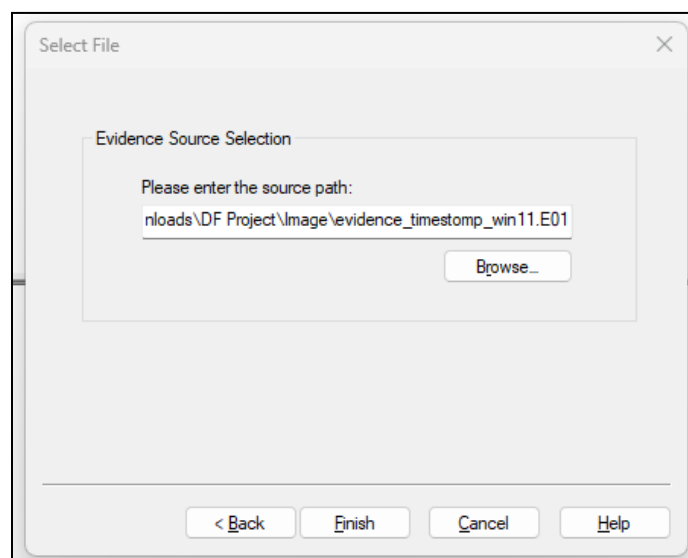 Select File
Evidence Source Selection
Please enter the source path:
nloads\DF Project\Image\evidence_timestomp_win11.E01
Browse...
< Back
Finish
Cancel
Help